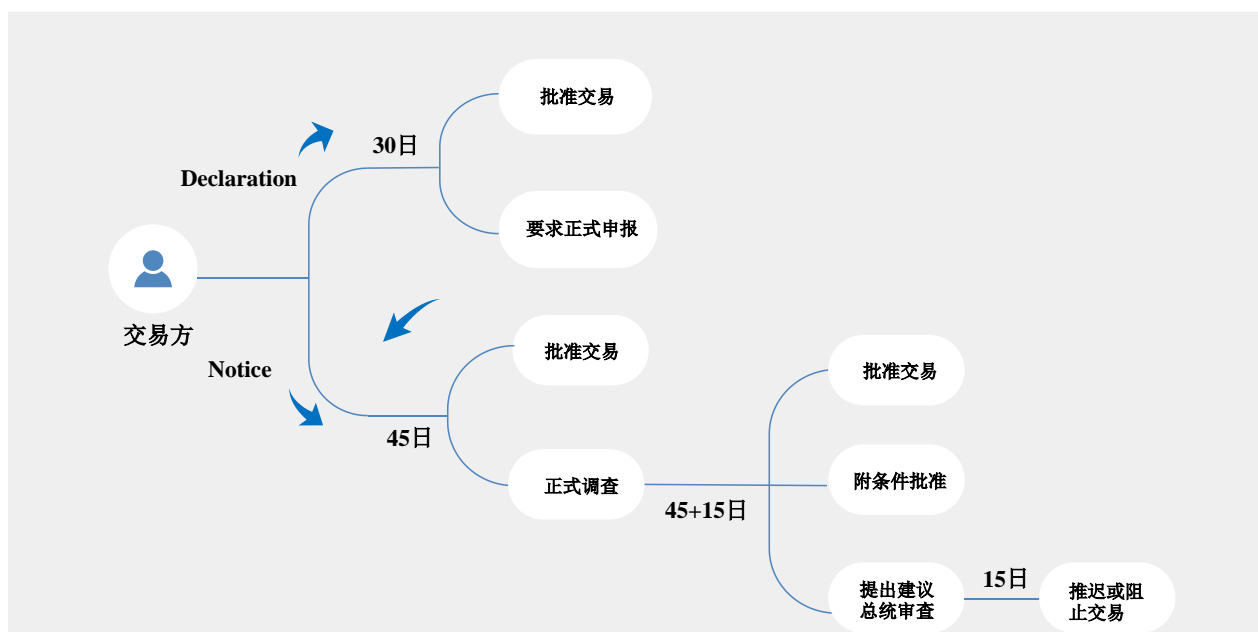 批准交易
30日
Declaration
要求正式申报
交易方
批准交易
Notice
45日
正式调查
45+15日
批准交易
附条件批准
提出建议
总统审查
15日
推迟或阻
止交易